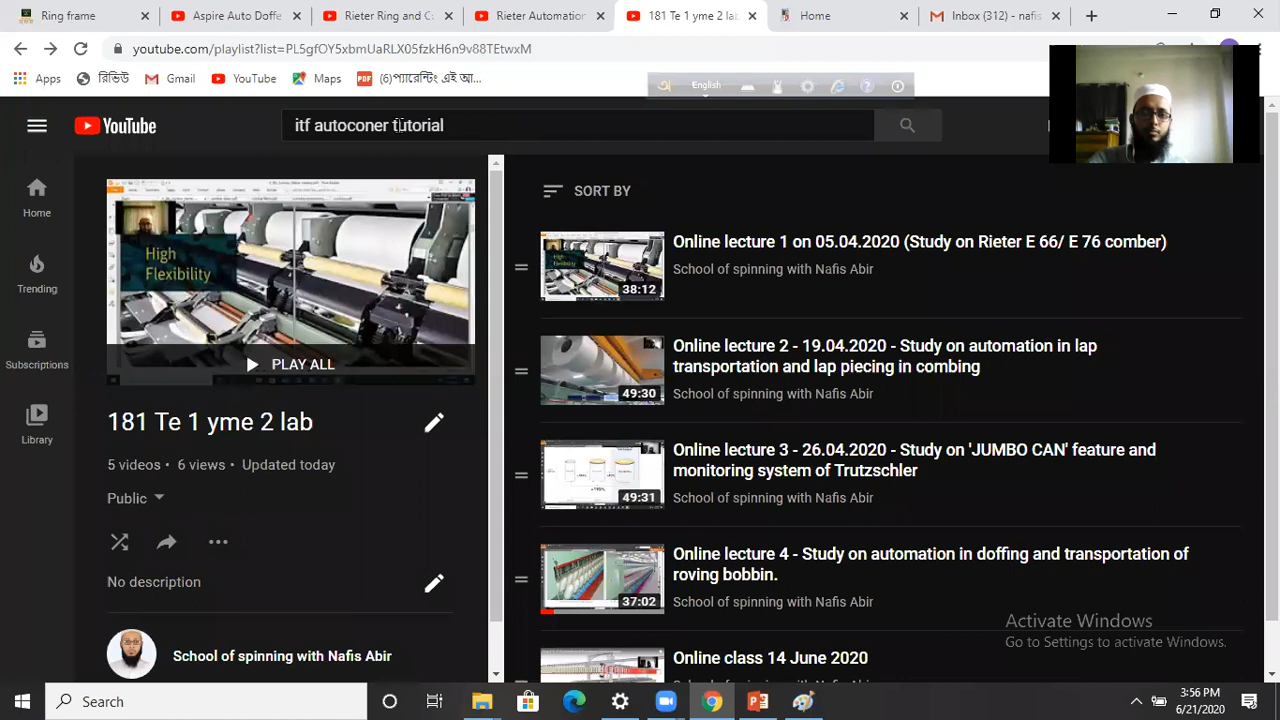 Ring frame
Aspire Auto Doffe
Rieter Ring and C
Rieter Automation
181 Te 1 yme 2 lab
Home
Inbox (312) - nafis
youtube.com/playlist?list=PL5gfOY5xbmUaRLX05fzkH6n9v88TEtwxM
Apps
রিভিউ
Gmail
YouTube
Maps
PDF
(6)প্যারেন্টিং এই আ...
অ
English
YouTube
itf autoconer tutorial
Home
Trending
Subscriptions
Library
High
Flexibility
PLAY ALL
181 Te 1 yme 2 lab
5 videos • 6 views • Updated today
Public
No description
School of spinning with Nafis Abir
SORT BY
Online lecture 1 on 05.04.2020 (Study on Rieter E 66/ E 76 comber)
School of spinning with Nafis Abir
38:12
Online lecture 2 - 19.04.2020 - Study on automation in lap
transportation and lap piecing in combing
School of spinning with Nafis Abir
49:30
Online lecture 3- 26.04.2020 - Study on 'JUMBO CAN' feature and
monitoring system of Trutzschler
School of spinning with Nafis Abir
49:31
Online lecture 4 - Study on automation in doffing and transportation of
roving bobbin.
School of spinning with Nafis Abir
37:02
Online class 14 June 2020
Activate Windows
Go to Settings to activate Windows.
Search
3:56 PM
6/21/2020